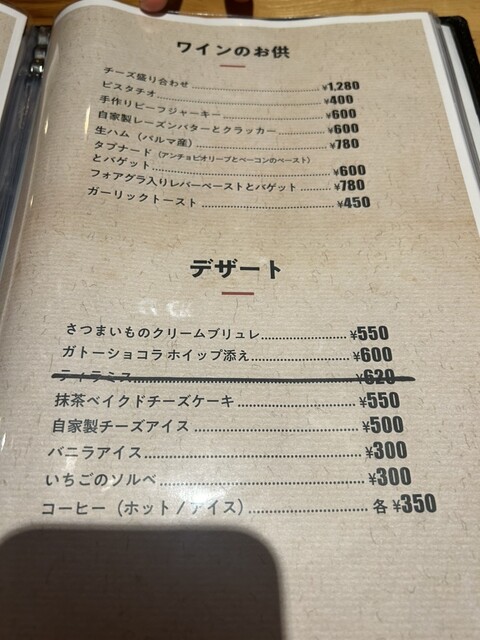 ワインのお供
チーズ盛り合わせ ¥1,280
ピスタチオ ¥400
手作りビーフジャーキー ¥600
自家製レーズンバターとクラッカー ¥600
生ハム（パルマ産） ¥780
タプナード（アンチョビオリーブとベーコンのペースト）
とバゲット ¥600
フォアグラ入りレバーペーストとバゲット ¥780
ガーリックトースト ¥450
デザート
さつまいものクリームブリュレ ¥550
ガトーショコラ ホイップ添え ¥600
ティラミス ¥620
抹茶ベイクドチーズケーキ ¥550
自家製チーズアイス ¥500
バニラアイス ¥300
いちごのソルベ ¥300
コーヒー（ホット / アイス） 各 ¥350